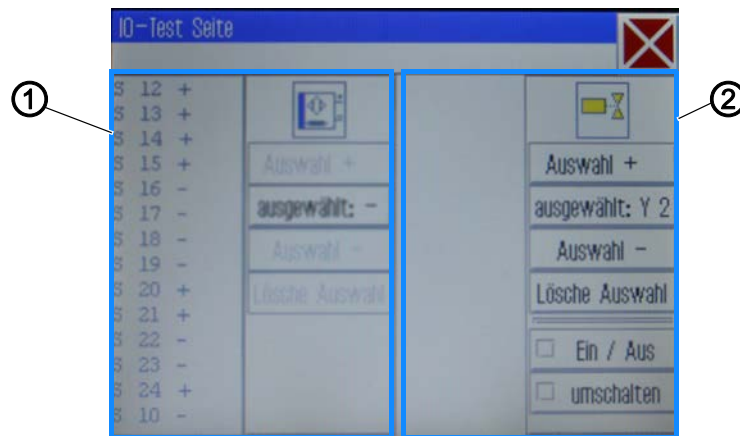 IO-Test Seite
1
S 12 +
S 13 +
S 14 +
S 15 +
S 16 -
S 17 -
S 18 -
S 19 -
S 20 +
S 21 +
S 22 -
S 23 -
S 24 +
S 10 -
Auswahl +
ausgewählt: -
Auswahl -
Lösche Auswahl
2
Auswahl +
ausgewählt: Y 2
Auswahl -
Lösche Auswahl
Ein / Aus
umschalten